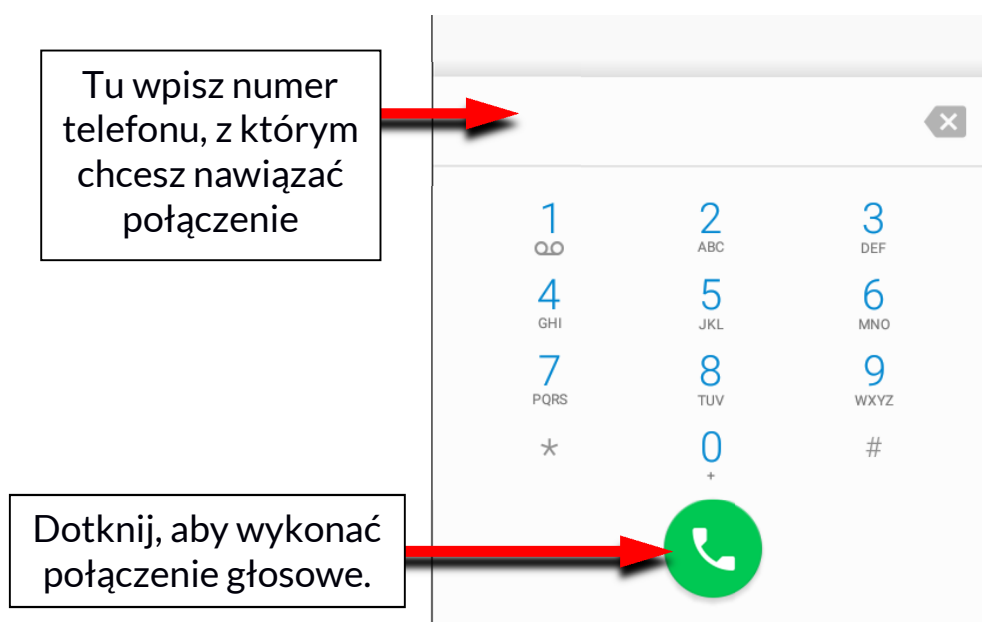 Tu wpisz numer
telefonu, z którym
chcesz nawiązać
połączenie
1 2 3
ABC DEF
4 5 6
GHI JKL MNO
7 8 9
PQRS TUV WXYZ
* 0 #
+
Dotknij, aby wykonać
połączenie głosowe.